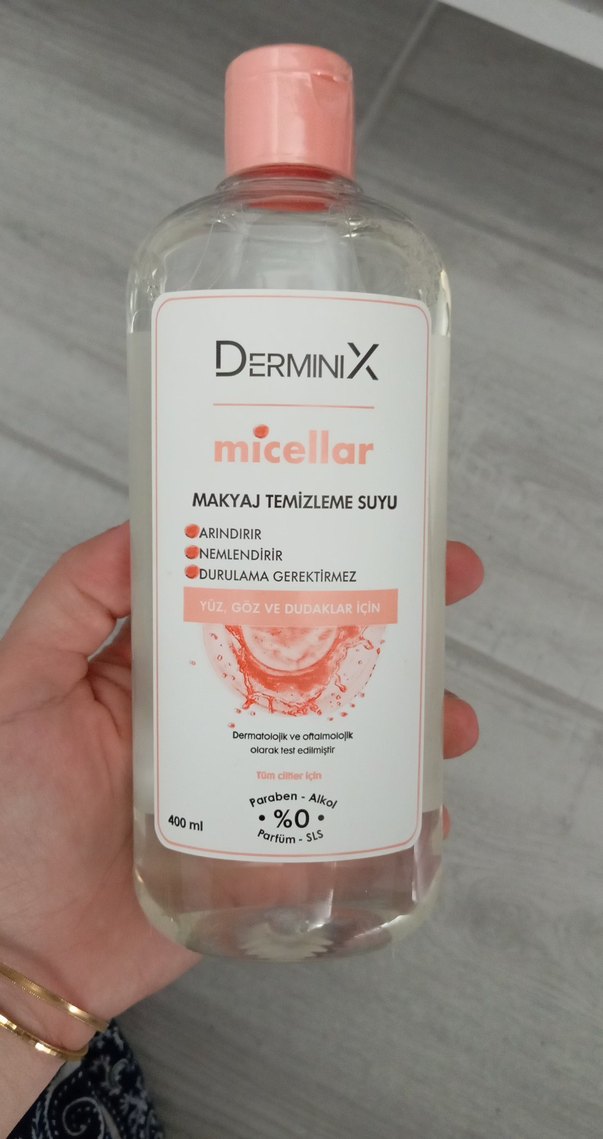 DERMINIX
micellar
MAKYAJ TEMİZLEME SUYU
ARINDIRIR
NEMLENDİRİR
DURULAMA GEREKTİRMEZ
YÜZ, GÖZ VE DUDAKLAR İÇİN
Dermatolojik ve oftalmolojik
olarak test edilmiştir
Tüm ciltler için
Paraben - Alkol
• %0 •
Parfüm - SLS
400 ml